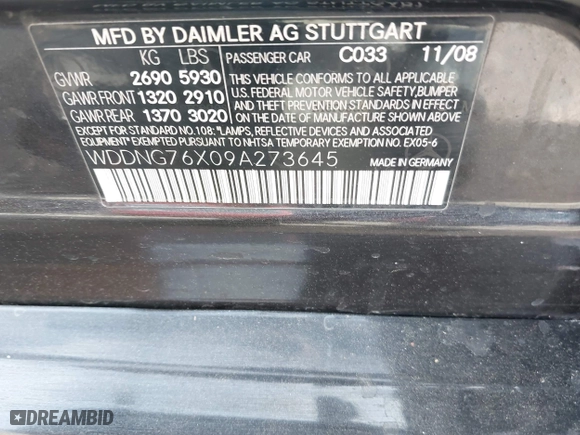 MFD BY DAIMLER AG STUTTGART
KG LBS PASSENGER CAR C033 11/08
GVWR 2690 5930
GAWR.FRONT 1320 2910
GAWR.REAR 1370 3020
THIS VEHICLE CONFORMS TO ALL APPLICABLE
U.S. FEDERAL MOTOR VEHICLE SAFETY,BUMPER
AND THEFT PREVENTION STANDARDS IN EFFECT
ON THE DATE OF MANUFACTURE SHOWN ABOVE
EXCEPT FOR STANDARD NO. 108: "LAMPS, REFLECTIVE DEVICES AND ASSOCIATED
EQUIPMENT" EXEMPTED PURSUANT TO NHTSA TEMPORARY EXEMPTION NO. EX05-6
WDDNG76X09A273645 MADE IN GERMANY
DREAMBID